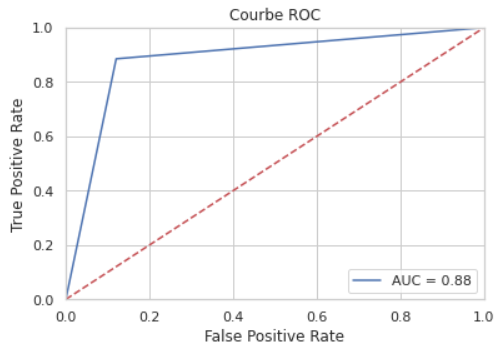 Courbe ROC
1.0
0.8
0.6
0.4
0.2
0.0
True Positive Rate
AUC = 0.88
0.0 0.2 0.4 0.6 0.8 1.0
False Positive Rate